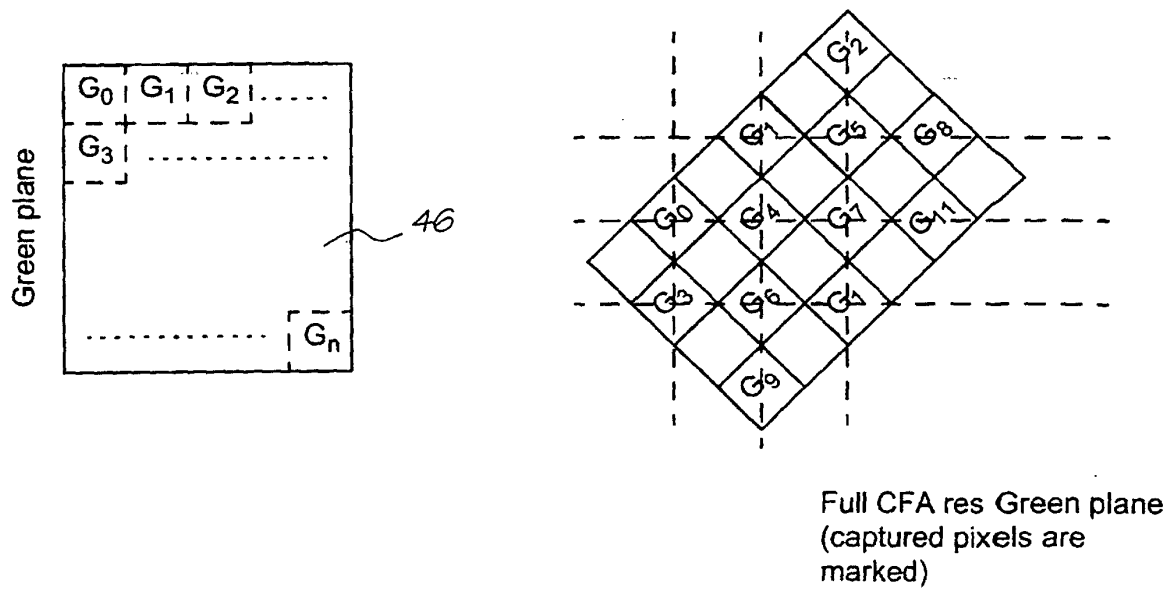 Green plane
G₀ G₁ G₂ ..........
G₃ ....................
46
.................... Gₙ
G₂
G₁ G₅ G₈
G₀ G₄ G₇ G₁₁
G₃ G₆
G₉
Full CFA res Green plane
(captured pixels are
marked)